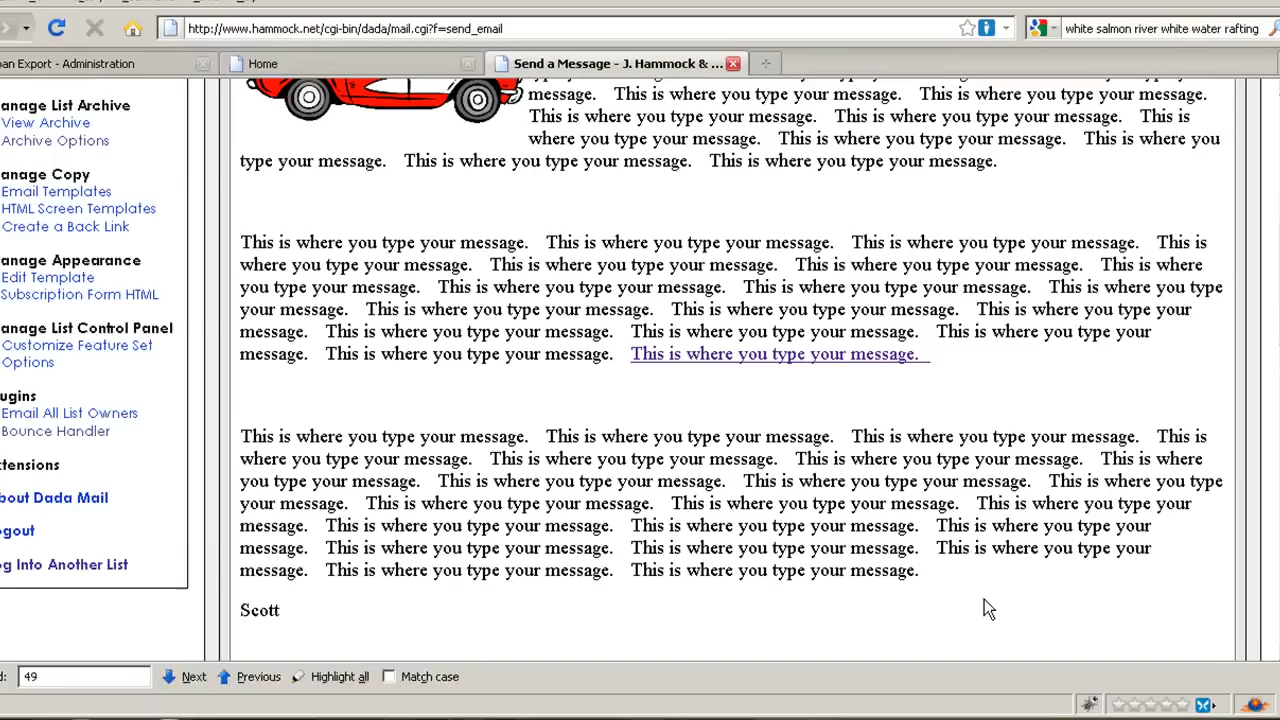 http://www.hammock.net/cgi-bin/dada/mail.cgi?f=send_email
white salmon river white water rafting
an Export - Administration
Home
Send a Message - J. Hammock & ...
anage List Archive
View Archive
Archive Options
anage Copy
Email Templates
HTML Screen Templates
Create a Back Link
anage Appearance
Edit Template
Subscription Form HTML
anage List Control Panel
Customize Feature Set
Options
ugins
Email All List Owners
Bounce Handler
tensions
bout Dada Mail
ogout
g Into Another List
message. This is where you type your message. This is where you type your message.
This is where you type your message. This is where you type your message. This is
where you type your message. This is where you type your message. This is where you
type your message. This is where you type your message. This is where you type your message.
This is where you type your message. This is where you type your message. This is where you type your message. This is
where you type your message. This is where you type your message. This is where you type your message. This is where
you type your message. This is where you type your message. This is where you type your message. This is where you type
your message. This is where you type your message. This is where you type your message. This is where you type your
message. This is where you type your message. This is where you type your message. This is where you type your
message. This is where you type your message. This is where you type your message.
This is where you type your message. This is where you type your message. This is where you type your message. This is
where you type your message. This is where you type your message. This is where you type your message. This is where
you type your message. This is where you type your message. This is where you type your message. This is where you type
your message. This is where you type your message. This is where you type your message. This is where you type your
message. This is where you type your message. This is where you type your message. This is where you type your
message. This is where you type your message. This is where you type your message. This is where you type your
message. This is where you type your message. This is where you type your message.
Scott
d: 49 Next Previous Highlight all Match case